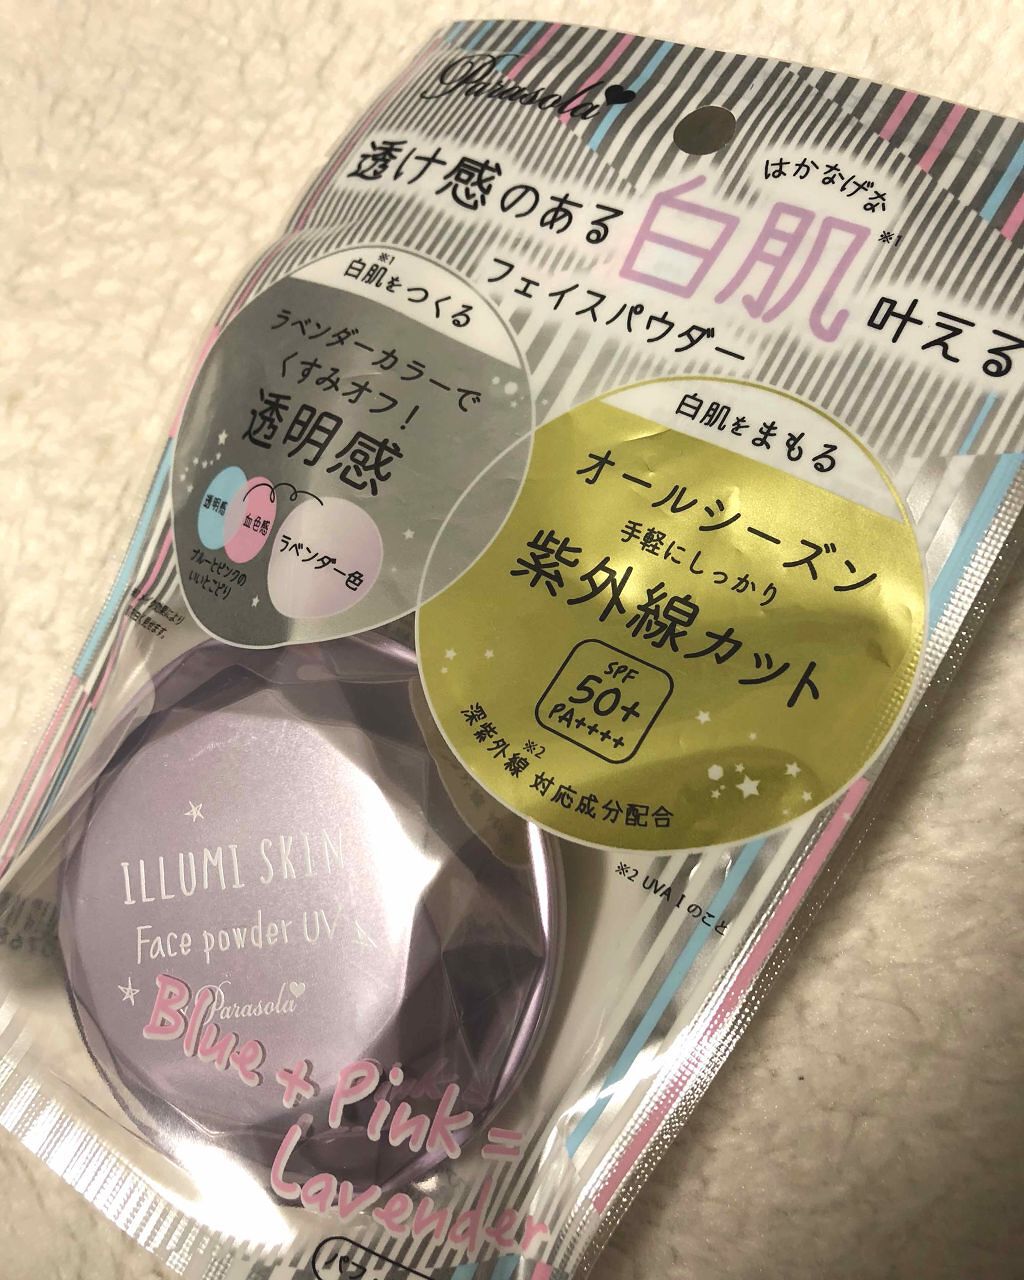 Parasola
はかなげな
透け感のある白肌※1叶える
フェイスパウダー
白肌※1をつくる
ラベンダーカラーで
くすみオフ！
透明感
透明感
血色感
ラベンダー色
ブルーとピンクの
いいとこどり
白肌をまもる
オールシーズン
手軽にしっかり
紫外線カット
SPF
50+
PA++++
深紫外線※2対応成分配合
※2 UVA Iのこと
ILLUMI SKIN
Face powder UV
Parasola
Blue + Pink =
Lavender